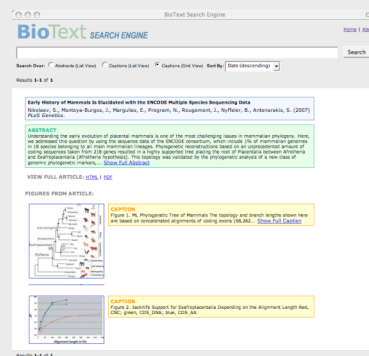 BioText Search Engine
BioText SEARCH ENGINE
Home |
Search
Search Over: Abstracts (List View) Captions (List View) Captions (Grid View) Sort By: Date (descending)
Results 1-1 of 1
Early History of Mammals Is Elucidated with the ENCODE Multiple Species Sequencing Data
Nikolaev, S., Montoya-Burgos, J., Margulies, E., Program, N., Rougemont, J., Nyffeler, B., Antonarakis, S. (2007)
PLoS Genetics.
ABSTRACT
Understanding the early evolution of placental mammals is one of the most challenging issues in mammalian phylogeny. Here,
we addressed this question by using the sequence data of the ENCODE consortium, which include 1% of mammalian genomes
in 18 species belonging to all main mammalian lineages. Phylogenetic reconstructions based on an unprecedented amount of
coding sequences taken from 218 genes resulted in a highly supported tree placing the root of Placentalia between Afrotheria
and Exafroplacentalia (Afrotheria hypothesis). This topology was validated by the phylogenetic analysis of a new class of
genomic phylogenetic markers,... Show Full Abstract
VIEW FULL ARTICLE: HTML | PDF
FIGURES FROM ARTICLE:
CAPTION
Figure 1. ML Phylogenetic Tree of Mammals The topology and branch lengths shown here
are based on concatenated alignments of coding exons (68,262... Show Full Caption
CAPTION
Figure 2. Jacknife Support for Exafroplacentalia Depending on the Alignment Length Red,
CNC; green, CDS_DNA; blue, CDS_AA.
Alignment length in Kb
Results 1-1 of 1